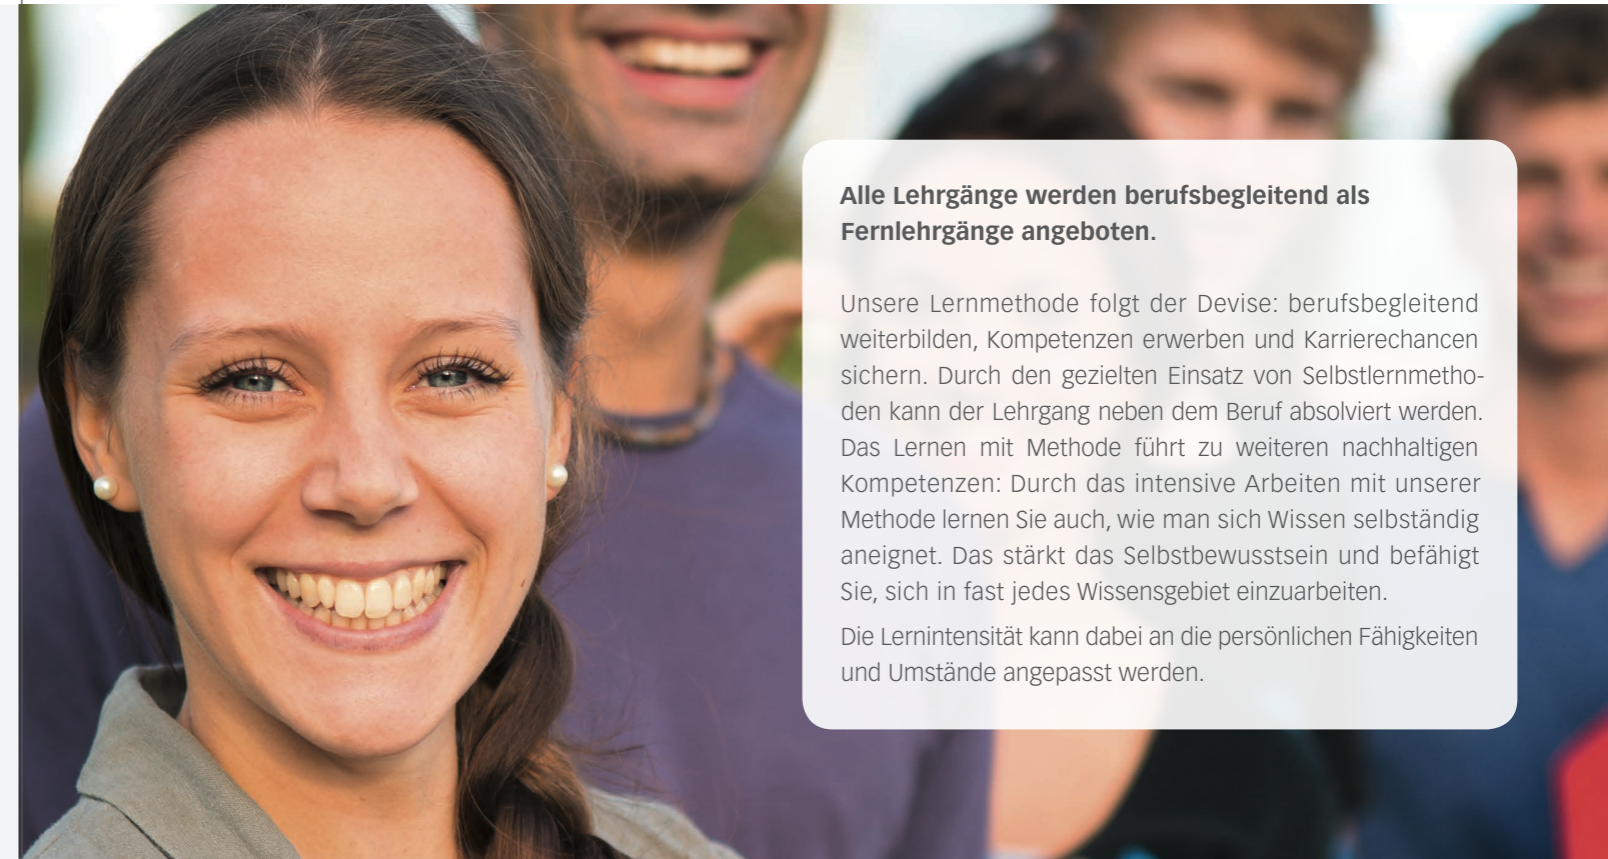 Alle Lehrgänge werden berufsbegleitend als
Fernlehrgänge angeboten.
Unsere Lernmethode folgt der Devise: berufsbegleitend
weiterbilden, Kompetenzen erwerben und Karrierechancen
sichern. Durch den gezielten Einsatz von Selbstlernmetho-
den kann der Lehrgang neben dem Beruf absolviert werden.
Das Lernen mit Methode führt zu weiteren nachhaltigen
Kompetenzen: Durch das intensive Arbeiten mit unserer
Methode lernen Sie auch, wie man sich Wissen selbständig
aneignet. Das stärkt das Selbstbewusstsein und befähigt
Sie, sich in fast jedes Wissensgebiet einzuarbeiten.
Die Lernintensität kann dabei an die persönlichen Fähigkeiten
und Umstände angepasst werden.